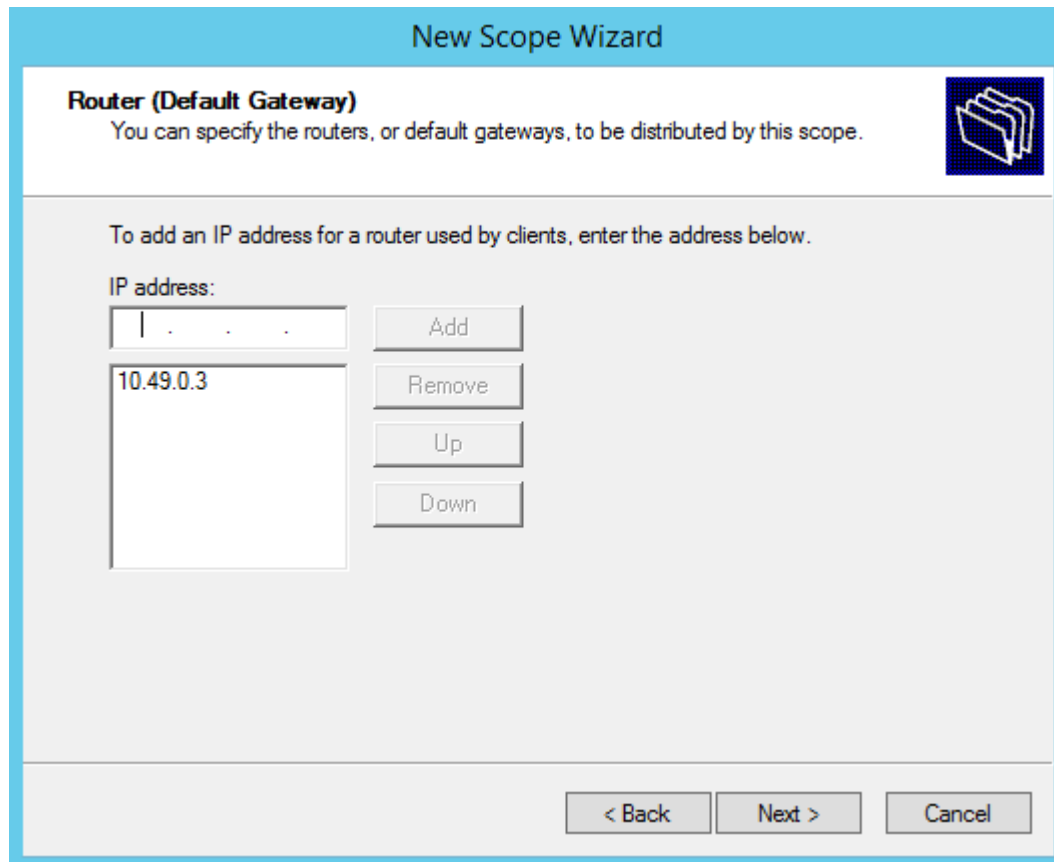 New Scope Wizard
Router (Default Gateway)
You can specify the routers, or default gateways, to be distributed by this scope.
To add an IP address for a router used by clients, enter the address below.
IP address:
. . .
Add
10.49.0.3
Remove
Up
Down
< Back
Next >
Cancel